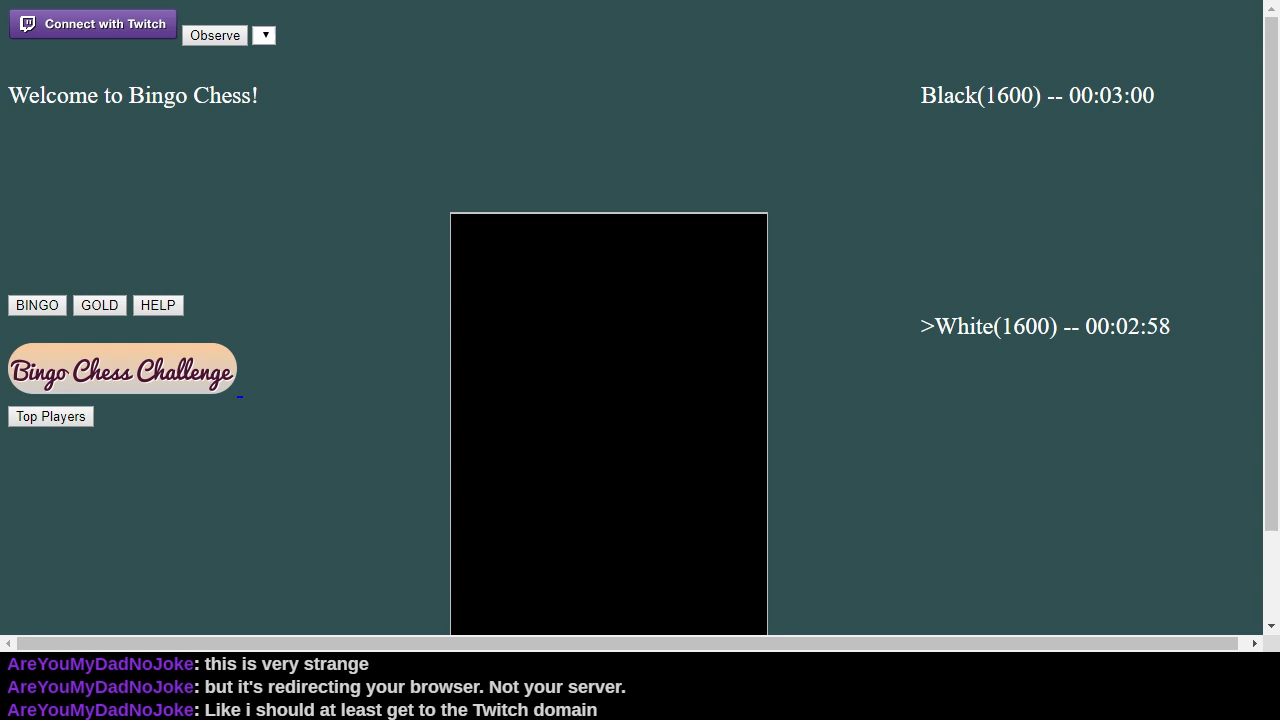 Connect with Twitch
Observe
Welcome to Bingo Chess!
Black(1600) -- 00:03:00
BINGO GOLD HELP
>White(1600) -- 00:02:58
Bingo Chess Challenge
Top Players
AreYouMyDadNoJoke: this is very strange
AreYouMyDadNoJoke: but it's redirecting your browser. Not your server.
AreYouMyDadNoJoke: Like i should at least get to the Twitch domain